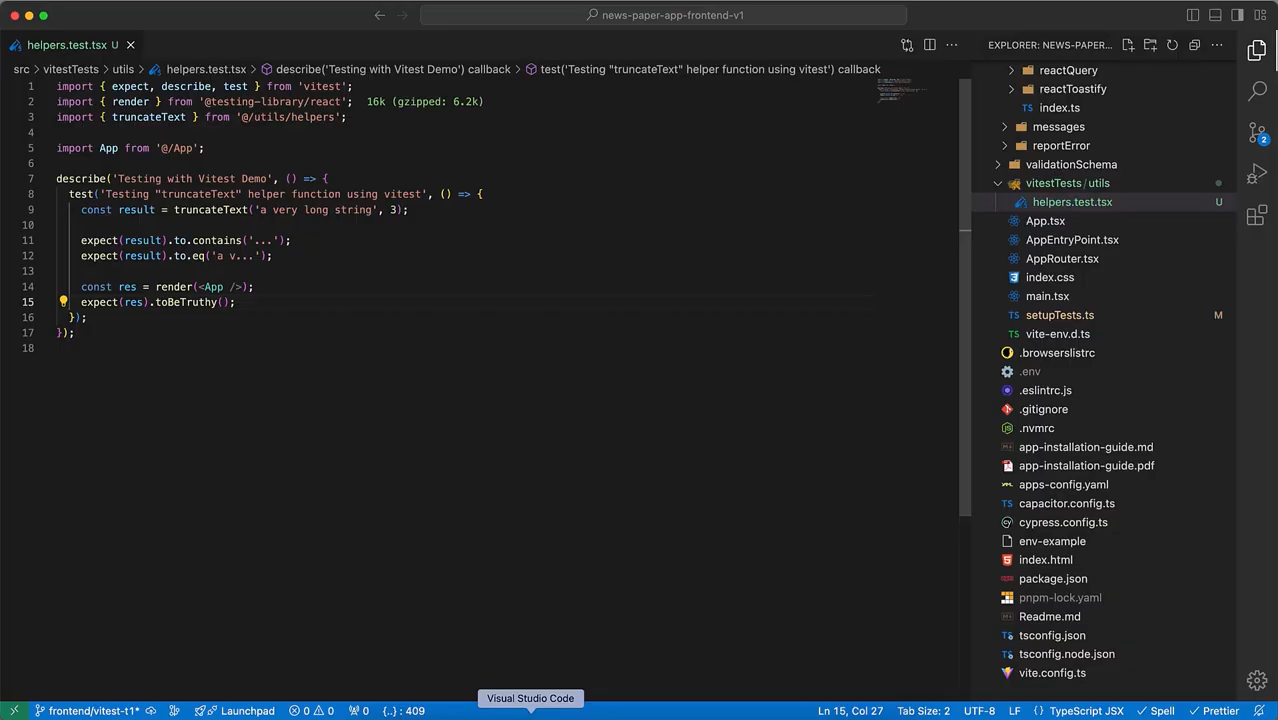 news-paper-app-frontend-v1
helpers.test.tsx U
EXPLORER: NEWS-PAPER...
src > vitestTests > utils > helpers.test.tsx > describe('Testing with Vitest Demo') callback > test('Testing "truncateText" helper function using vitest') callback
1 import { expect, describe, test } from 'vitest';
2 import { render } from '@testing-library/react'; 16k (gzipped: 6.2k)
3 import { truncateText } from '@/utils/helpers';
4
5 import App from '@/App';
6
7 describe('Testing with Vitest Demo', () => {
8 test('Testing "truncateText" helper function using vitest', () => {
9 const result = truncateText('a very long string', 3);
10
11 expect(result).to.contains('...');
12 expect(result).to.eq('a v...');
13
14 const res = render(<App />);
15 expect(res).toBeTruthy();
16 });
17 });
18
reactQuery
reactToastify
TS index.ts
messages
reportError
validationSchema
vitestTests / utils
helpers.test.tsx U
App.tsx
AppEntryPoint.tsx
AppRouter.tsx
index.css
main.tsx
TS setupTests.ts M
TS vite-env.d.ts
.browserslistrc
.env
.eslintrc.js
.gitignore
.nvmrc
app-installation-guide.md
app-installation-guide.pdf
apps-config.yaml
TS capacitor.config.ts
cypress.config.ts
env-example
index.html
package.json
pnpm-lock.yaml
Readme.md
tsconfig.json
tsconfig.node.json
vite.config.ts
2
Visual Studio Code
frontend/vitest-t1* Launchpad 0 0 0 {..} : 409 Ln 15, Col 27 Tab Size: 2 UTF-8 LF {} TypeScript JSX Spell Prettier